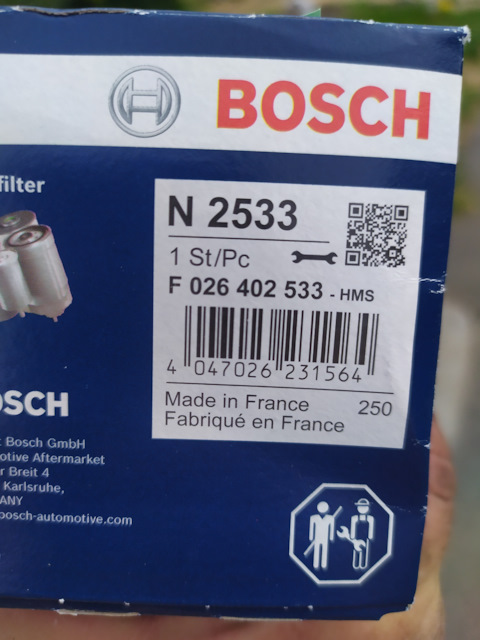 BOSCH
filter
N 2533
1 St/Pc
F 026 402 533 - HMS
4 047026 231564
Made in France 250
Fabriqué en France
OSCH
t Bosch GmbH
otive Aftermarket
r Breit 4
Karlsruhe,
ANY
bosch-automotive.com